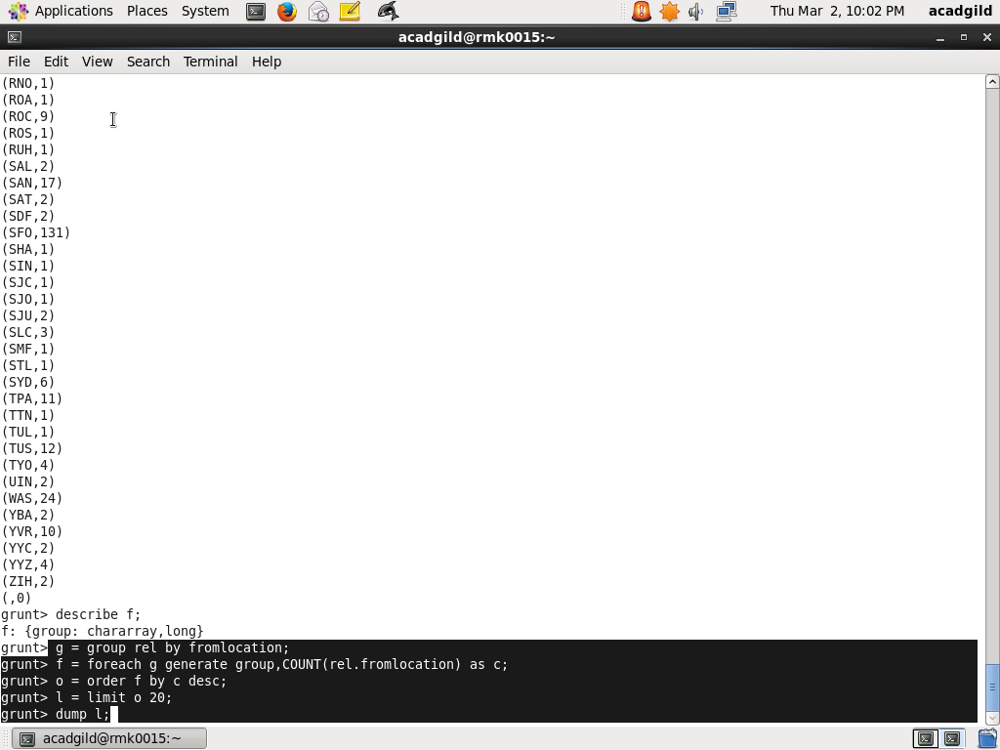 Applications Places System Thu Mar 2, 10:02 PM acadgild
acadgild@rmk0015:~
File Edit View Search Terminal Help
(RNO,1)
(ROA,1)
(ROC,9)
(ROS,1)
(RUH,1)
(SAL,2)
(SAN,17)
(SAT,2)
(SDF,2)
(SFO,131)
(SHA,1)
(SIN,1)
(SJC,1)
(SJO,1)
(SJU,2)
(SLC,3)
(SMF,1)
(STL,1)
(SYD,6)
(TPA,11)
(TTN,1)
(TUL,1)
(TUS,12)
(TYO,4)
(UIN,2)
(WAS,24)
(YBA,2)
(YVR,10)
(YYC,2)
(YYZ,4)
(ZIH,2)
(,0)
grunt> describe f;
f: {group: chararray,long}
grunt> g = group rel by fromlocation;
grunt> f = foreach g generate group,COUNT(rel.fromlocation) as c;
grunt> o = order f by c desc;
grunt> l = limit o 20;
grunt> dump l;
acadgild@rmk0015:~